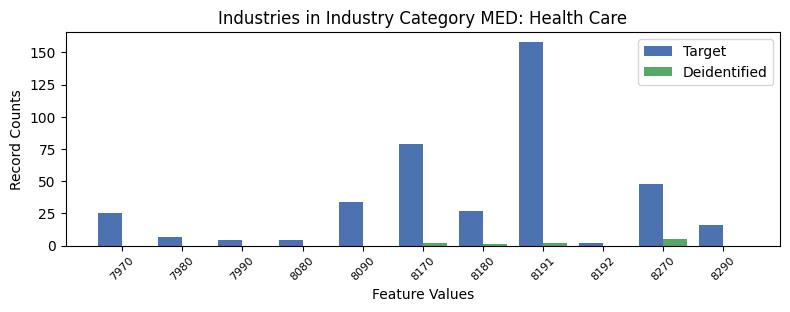 Industries in Industry Category MED: Health Care
Target
Deidentified
Record Counts
150
125
100
75
50
25
0
7970 7980 7990 8080 8090 8170 8180 8191 8192 8270 8290
Feature Values